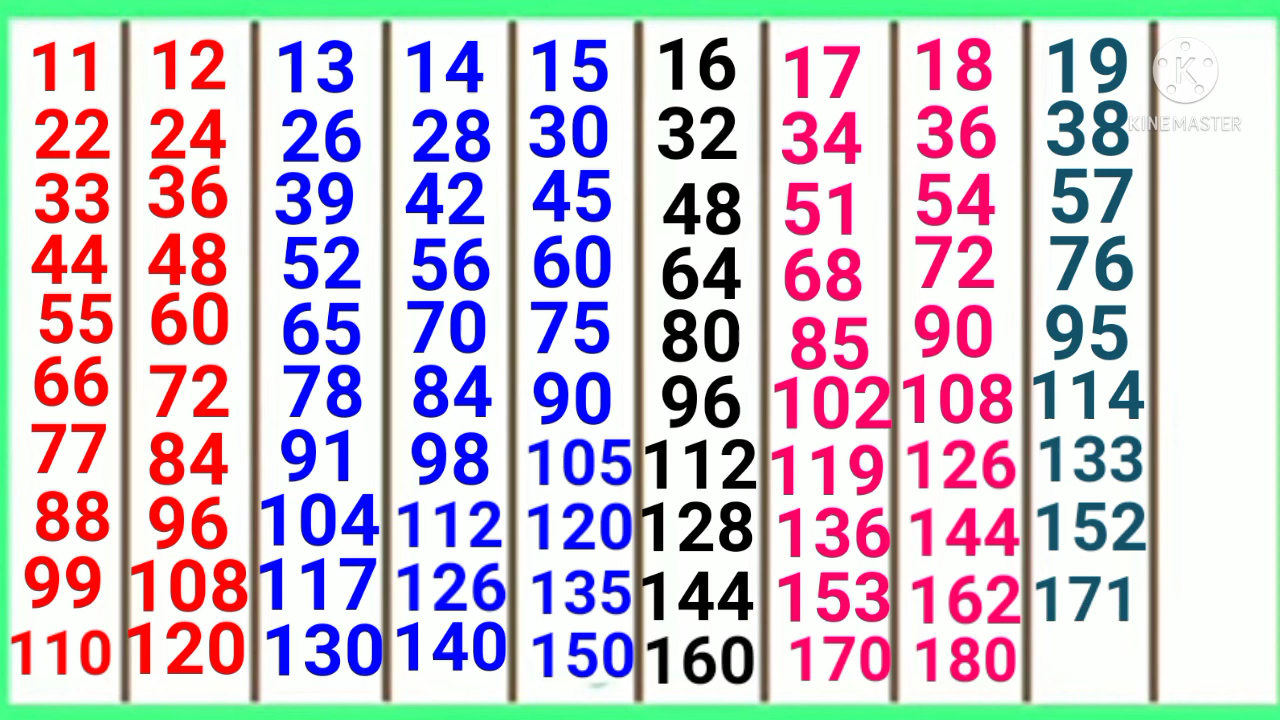 11 12 13 14 15 16 17 18 19
22 24 26 28 30 32 34 36 38
33 36 39 42 45 48 51 54 57
44 48 52 56 60 64 68 72 76
55 60 65 70 75 80 85 90 95
66 72 78 84 90 96 102 108 114
77 84 91 98 105 112 119 126 133
88 96 104 112 120 128 136 144 152
99 108 117 126 135 144 153 162 171
110 120 130 140 150 160 170 180
K
KINEMASTER